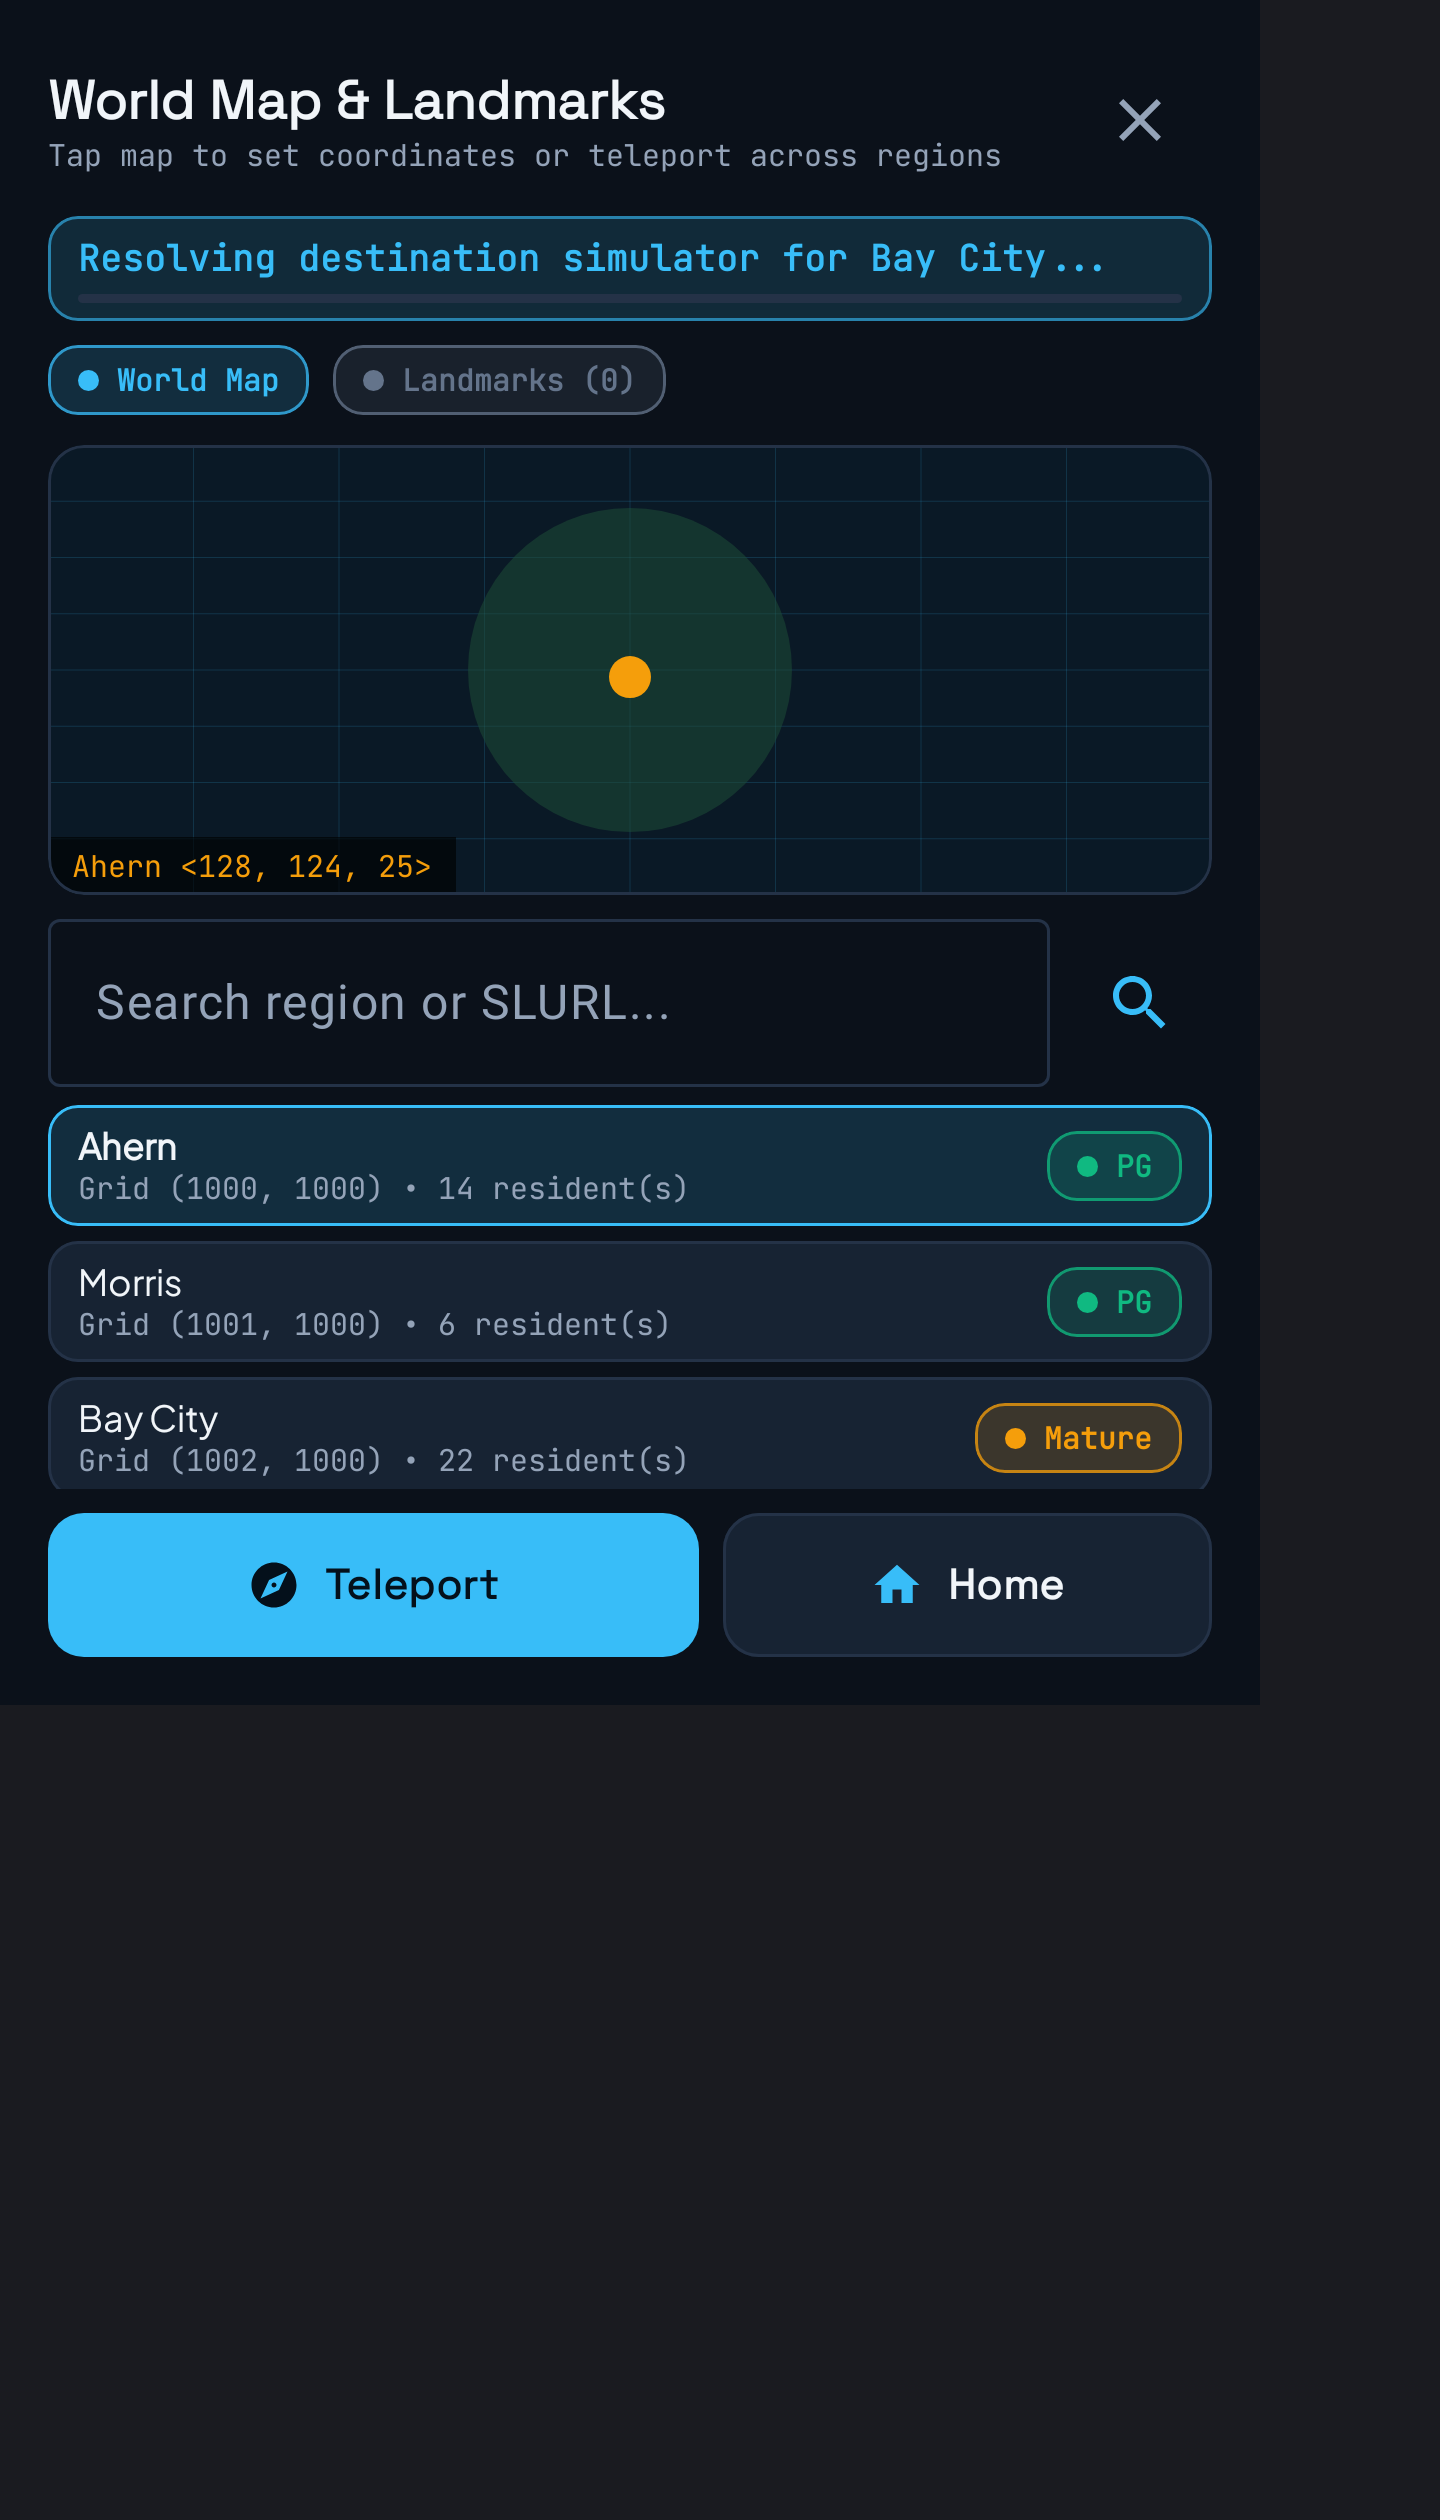 World Map & Landmarks
Tap map to set coordinates or teleport across regions
Resolving destination simulator for Bay City...
World Map
Landmarks (0)
Ahern <128, 124, 25>
Search region or SLURL...
Ahern
Grid (1000, 1000) • 14 resident(s)
PG
Morris
Grid (1001, 1000) • 6 resident(s)
PG
Bay City
Grid (1002, 1000) • 22 resident(s)
Mature
Teleport
Home